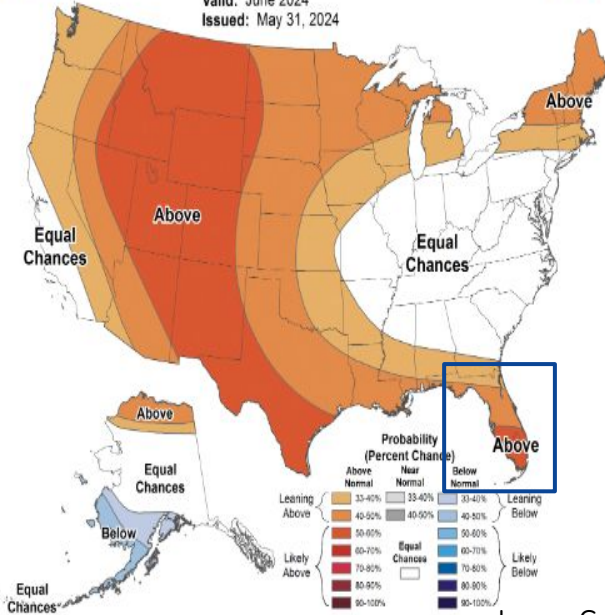 Valid: June 2024
Issued: May 31, 2024
Above
Above
Equal
Chances
Equal
Chances
Above
Above
Equal
Chances
Below
Equal
Chances
Probability
(Percent Chance)
Above
Normal
Near
Normal
Below
Normal
Leaning
Above
33-40%
40-50%
33-40%
40-50%
33-40%
40-50%
Leaning
Below
Likely
Above
50-60%
60-70%
70-80%
80-90%
90-100%
Equal
Chances
50-60%
60-70%
70-80%
80-90%
90-100%
Likely
Below